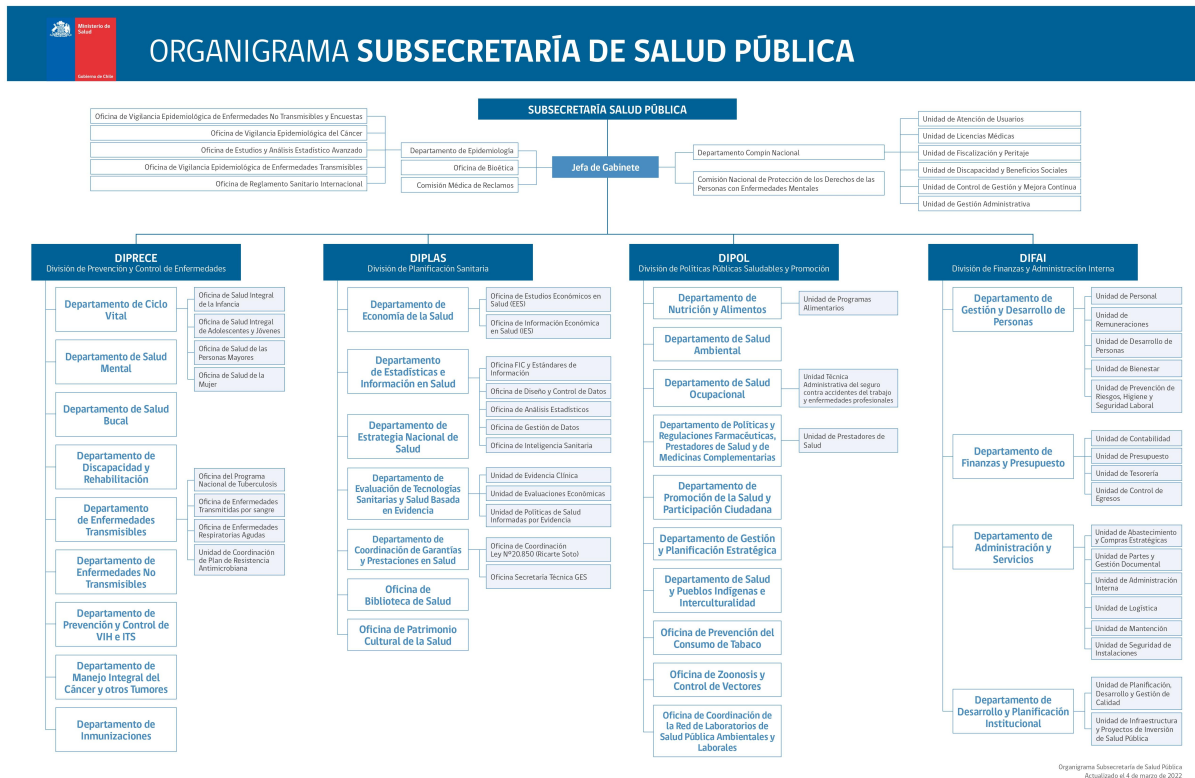 Ministerio de
Salud
Gobierno de Chile
ORGANIGRAMA SUBSECRETARÍA DE SALUD PÚBLICA
SUBSECRETARÍA SALUD PÚBLICA
Jefa de Gabinete
Oficina de Vigilancia Epidemiológica de Enfermedades No Transmisibles y Encuestas
Oficina de Vigilancia Epidemiológica del Cáncer
Oficina de Estudios y Análisis Estadístico Avanzado
Oficina de Vigilancia Epidemiológica de Enfermedades Transmisibles
Oficina de Reglamento Sanitario Internacional
Departamento de Epidemiología
Oficina de Bioética
Comisión Médica de Reclamos
Departamento Compin Nacional
Comisión Nacional de Protección de los Derechos de las
Personas con Enfermedades Mentales
Unidad de Atención de Usuarios
Unidad de Licencias Médicas
Unidad de Fiscalización y Peritaje
Unidad de Discapacidad y Beneficios Sociales
Unidad de Control de Gestión y Mejora Continua
Unidad de Gestión Administrativa
DIPRECE
División de Prevención y Control de Enfermedades
Departamento de Ciclo
Vital
Oficina de Salud Integral
de la Infancia
Oficina de Salud Intregal
de Adolescentes y Jóvenes
Oficina de Salud de las
Personas Mayores
Oficina de Salud de la
Mujer
Departamento de Salud
Mental
Departamento de Salud
Bucal
Departamento de
Discapacidad y
Rehabilitación
Departamento
de Enfermedades
Transmisibles
Oficina del Programa
Nacional de Tuberculosis
Oficina de Enfermedades
Transmitidas por sangre
Oficina de Enfermedades
Respiratorias Agudas
Unidad de Coordinación
de Plan de Resistencia
Antimicrobiana
Departamento de
Enfermedades No
Transmisibles
Departamento de
Prevención y Control de
VIH e ITS
Departamento de
Manejo Integral del
Cáncer y otros Tumores
Departamento de
Inmunizaciones
DIPLAS
División de Planificación Sanitaria
Departamento de
Economía de la Salud
Oficina de Estudios Económicos en
Salud (EES)
Oficina de Información Económica
en Salud (IES)
Departamento
de Estadísticas e
Información en Salud
Oficina FIC y Estándares de
Información
Oficina de Diseño y Control de Datos
Oficina de Análisis Estadísticos
Oficina de Gestión de Datos
Oficina de Inteligencia Sanitaria
Departamento de
Estrategia Nacional de
Salud
Departamento de
Evaluación de Tecnologías
Sanitarias y Salud Basada
en Evidencia
Unidad de Evidencia Clínica
Unidad de Evaluaciones Económicas
Unidad de Políticas de Salud
Informadas por Evidencia
Departamento de
Coordinación de Garantías
y Prestaciones en Salud
Oficina de Coordinación
Ley Nº20.850 (Ricarte Soto)
Oficina Secretaría Técnica GES
Oficina de
Biblioteca de Salud
Oficina de Patrimonio
Cultural de la Salud
DIPOL
División de Políticas Públicas Saludables y Promoción
Departamento de
Nutrición y Alimentos
Unidad de Programas
Alimentarios
Departamento de Salud
Ambiental
Departamento de Salud
Ocupacional
Unidad Técnica
Administrativa del seguro
contra accidentes del trabajo
y enfermedades profesionales
Departamento de Políticas y
Regulaciones Farmacéuticas,
Prestadores de Salud y de
Medicinas Complementarias
Unidad de Prestadores de
Salud
Departamento de
Promoción de la Salud y
Participación Ciudadana
Departamento de Gestión
y Planificación Estratégica
Departamento de Salud
y Pueblos Indígenas e
Interculturalidad
Oficina de Prevención del
Consumo de Tabaco
Oficina de Zoonosis y
Control de Vectores
Oficina de Coordinación de
la Red de Laboratorios de
Salud Pública Ambientales y
Laborales
DIFAI
División de Finanzas y Administración Interna
Departamento de
Gestión y Desarrollo de
Personas
Unidad de Personal
Unidad de
Remuneraciones
Unidad de Desarrollo de
Personas
Unidad de Bienestar
Unidad de Prevención de
Riesgos, Higiene y
Seguridad Laboral
Departamento de
Finanzas y Presupuesto
Unidad de Contabilidad
Unidad de Presupuesto
Unidad de Tesorería
Unidad de Control de
Egresos
Departamento de
Administración y
Servicios
Unidad de Abastecimiento
y Compras Estratégicas
Unidad de Partes y
Gestión Documental
Unidad de Administración
Interna
Unidad de Logística
Unidad de Mantención
Unidad de Seguridad de
Instalaciones
Departamento de
Desarrollo y Planificación
Institucional
Unidad de Planificación,
Desarrollo y Gestión de
Calidad
Unidad de Infraestructura
y Proyectos de Inversión
de Salud Pública
Organigrama Subsecretaría de Salud Pública
Actualizado el 4 de marzo de 2022